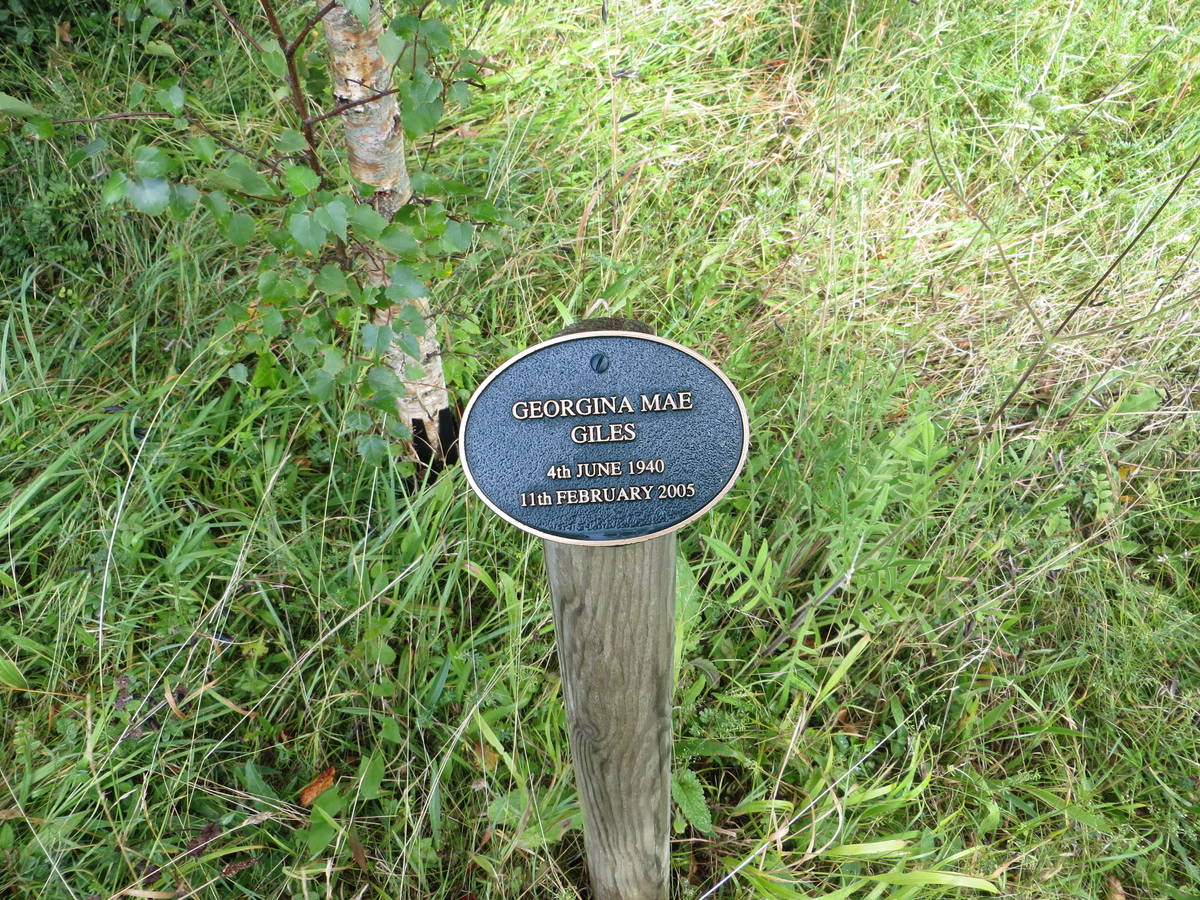 GEORGINA MAE
GILES
4th JUNE 1940
11th FEBRUARY 2005